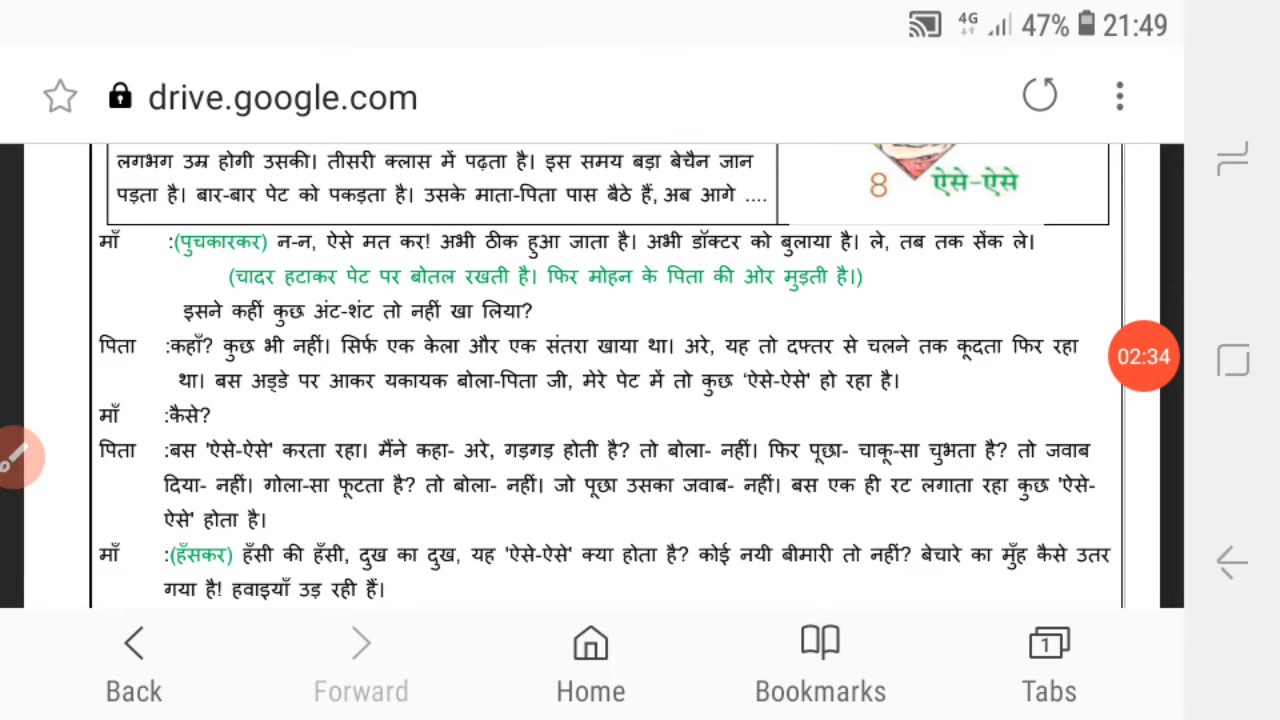 4G 47% 21:49
drive.google.com
लगभग उम्र होगी उसकी। तीसरी क्लास में पढ़ता है। इस समय बड़ा बेचैन जान
पड़ता है। बार-बार पेट को पकड़ता है। उसके माता-पिता पास बैठे हैं, अब आगे ....
8 ऐसे-ऐसे
माँ :(पुचकारकर) न-न, ऐसे मत कर! अभी ठीक हुआ जाता है। अभी डॉक्टर को बुलाया है। ले, तब तक सेंक ले।
(चादर हटाकर पेट पर बोतल रखती है। फिर मोहन के पिता की ओर मुड़ती है।)
इसने कहीं कुछ अंट-शंट तो नहीं खा लिया?
पिता :कहाँ? कुछ भी नहीं। सिर्फ एक केला और एक संतरा खाया था। अरे, यह तो दफ्तर से चलने तक कूदता फिर रहा
था। बस अड्डे पर आकर यकायक बोला-पिता जी, मेरे पेट में तो कुछ ‘ऐसे-ऐसे' हो रहा है।
02:34
माँ :कैसे?
पिता :बस 'ऐसे-ऐसे' करता रहा। मैंने कहा- अरे, गड़गड़ होती है? तो बोला- नहीं। फिर पूछा- चाकू-सा चुभता है? तो जवाब
दिया- नहीं। गोला-सा फूटता है? तो बोला- नहीं। जो पूछा उसका जवाब- नहीं। बस एक ही रट लगाता रहा कुछ 'ऐसे-
ऐसे' होता है।
माँ :(हँसकर) हँसी की हँसी, दुख का दुख, यह 'ऐसे-ऐसे' क्या होता है? कोई नयी बीमारी तो नहीं? बेचारे का मुँह कैसे उतर
गया है! हवाइयाँ उड़ रही हैं।
Back Forward Home Bookmarks 1 Tabs